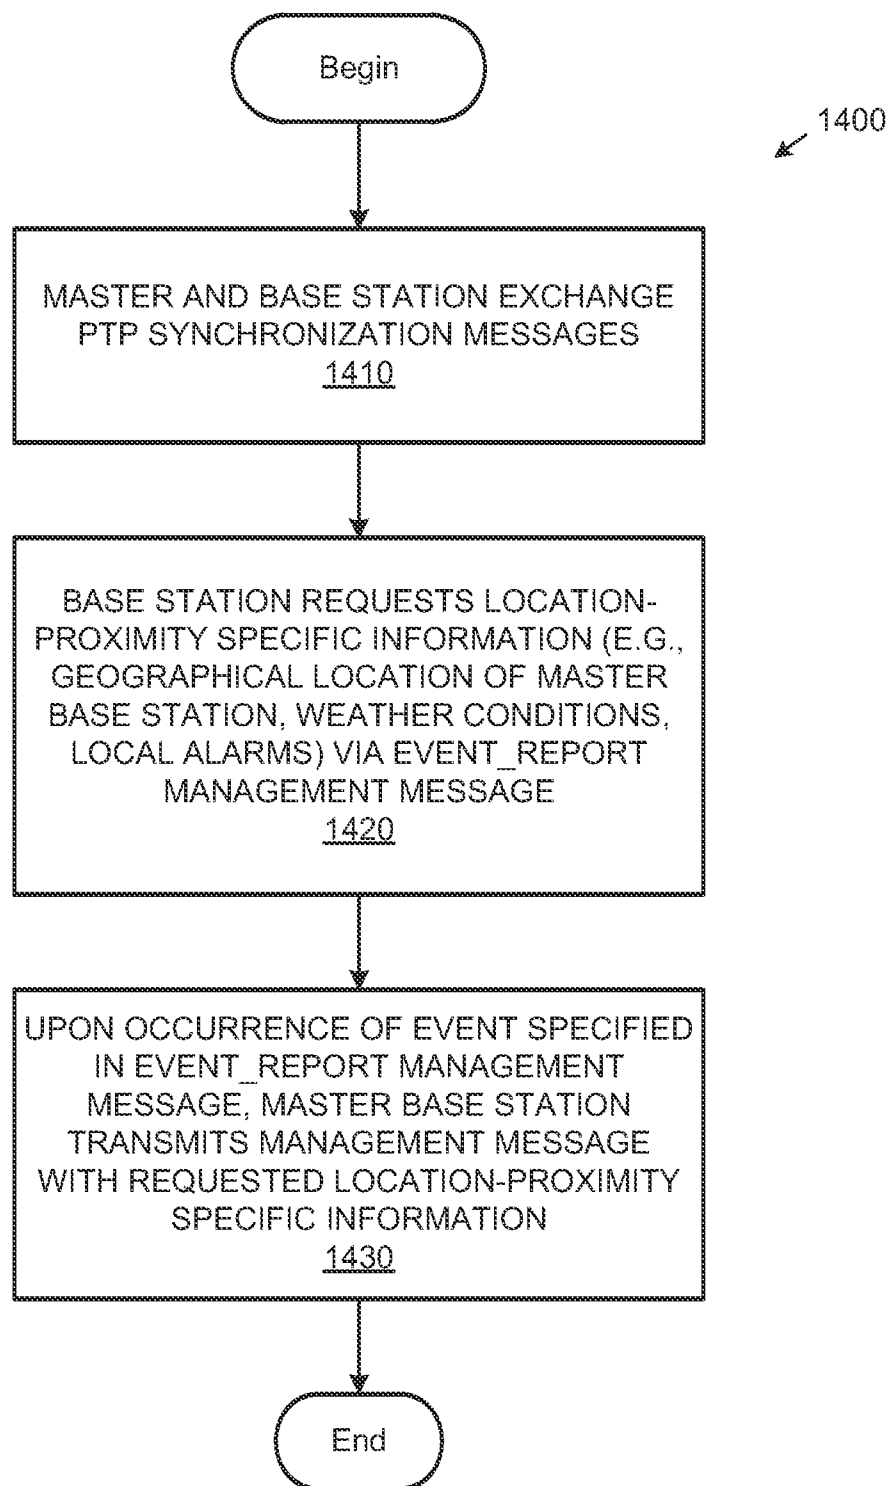 Begin
1400
MASTER AND BASE STATION EXCHANGE
PTP SYNCHRONIZATION MESSAGES
1410
BASE STATION REQUESTS LOCATION-
PROXIMITY SPECIFIC INFORMATION (E.G.,
GEOGRAPHICAL LOCATION OF MASTER
BASE STATION, WEATHER CONDITIONS,
LOCAL ALARMS) VIA EVENT_REPORT
MANAGEMENT MESSAGE
1420
UPON OCCURRENCE OF EVENT SPECIFIED
IN EVENT_REPORT MANAGEMENT
MESSAGE, MASTER BASE STATION
TRANSMITS MANAGEMENT MESSAGE
WITH REQUESTED LOCATION-PROXIMITY
SPECIFIC INFORMATION
1430
End